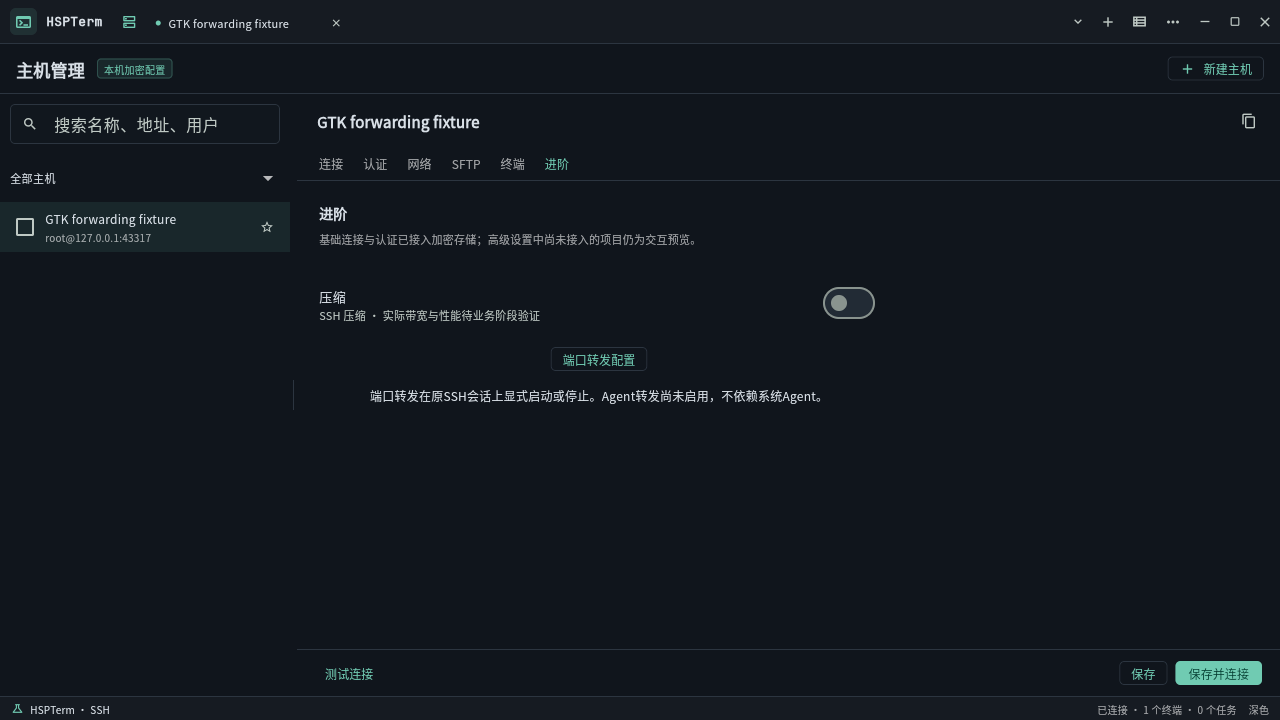 HSPTerm
GTK forwarding fixture
主机管理
本机加密配置
新建主机
搜索名称、地址、用户
全部主机
GTK forwarding fixture
root@127.0.0.1:43317
GTK forwarding fixture
连接 认证 网络 SFTP 终端 进阶
进阶
基础连接与认证已接入加密存储；高级设置中尚未接入的项目仍为交互预览。
压缩
SSH 压缩 · 实际带宽与性能待业务阶段验证
端口转发配置
端口转发在原SSH会话上显式启动或停止。Agent转发尚未启用，不依赖系统Agent。
测试连接
保存
保存并连接
HSPTerm · SSH
已连接 · 1 个终端 · 0 个任务
深色